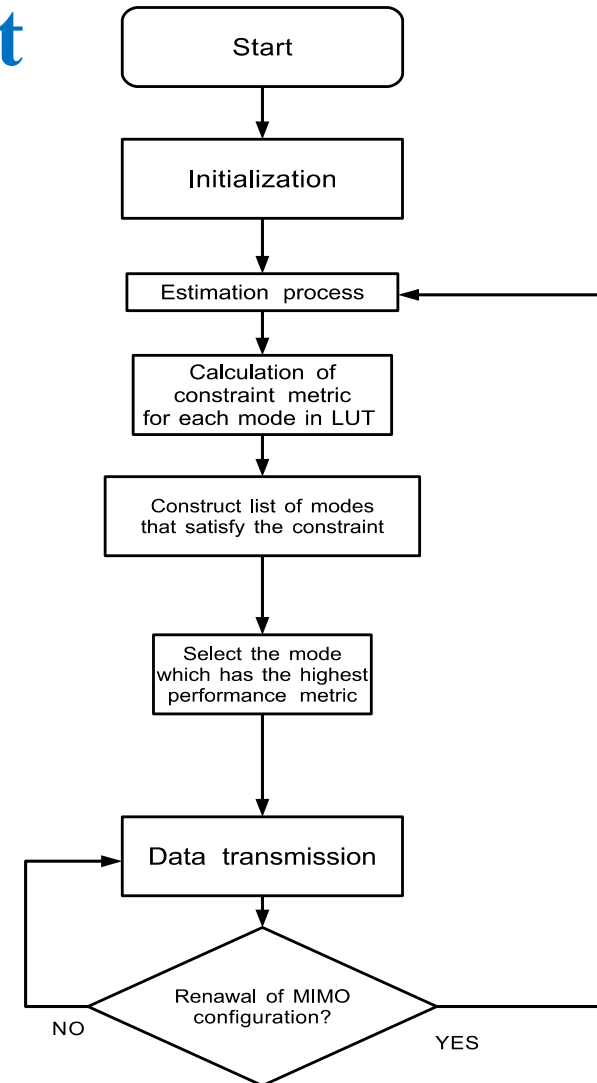 t
Start
Initialization
Estimation process
Calculation of
constraint metric
for each mode in LUT
Construct list of modes
that satisfy the constraint
Select the mode
which has the highest
performance metric
Data transmission
Renawal of MIMO
configuration?
NO
YES